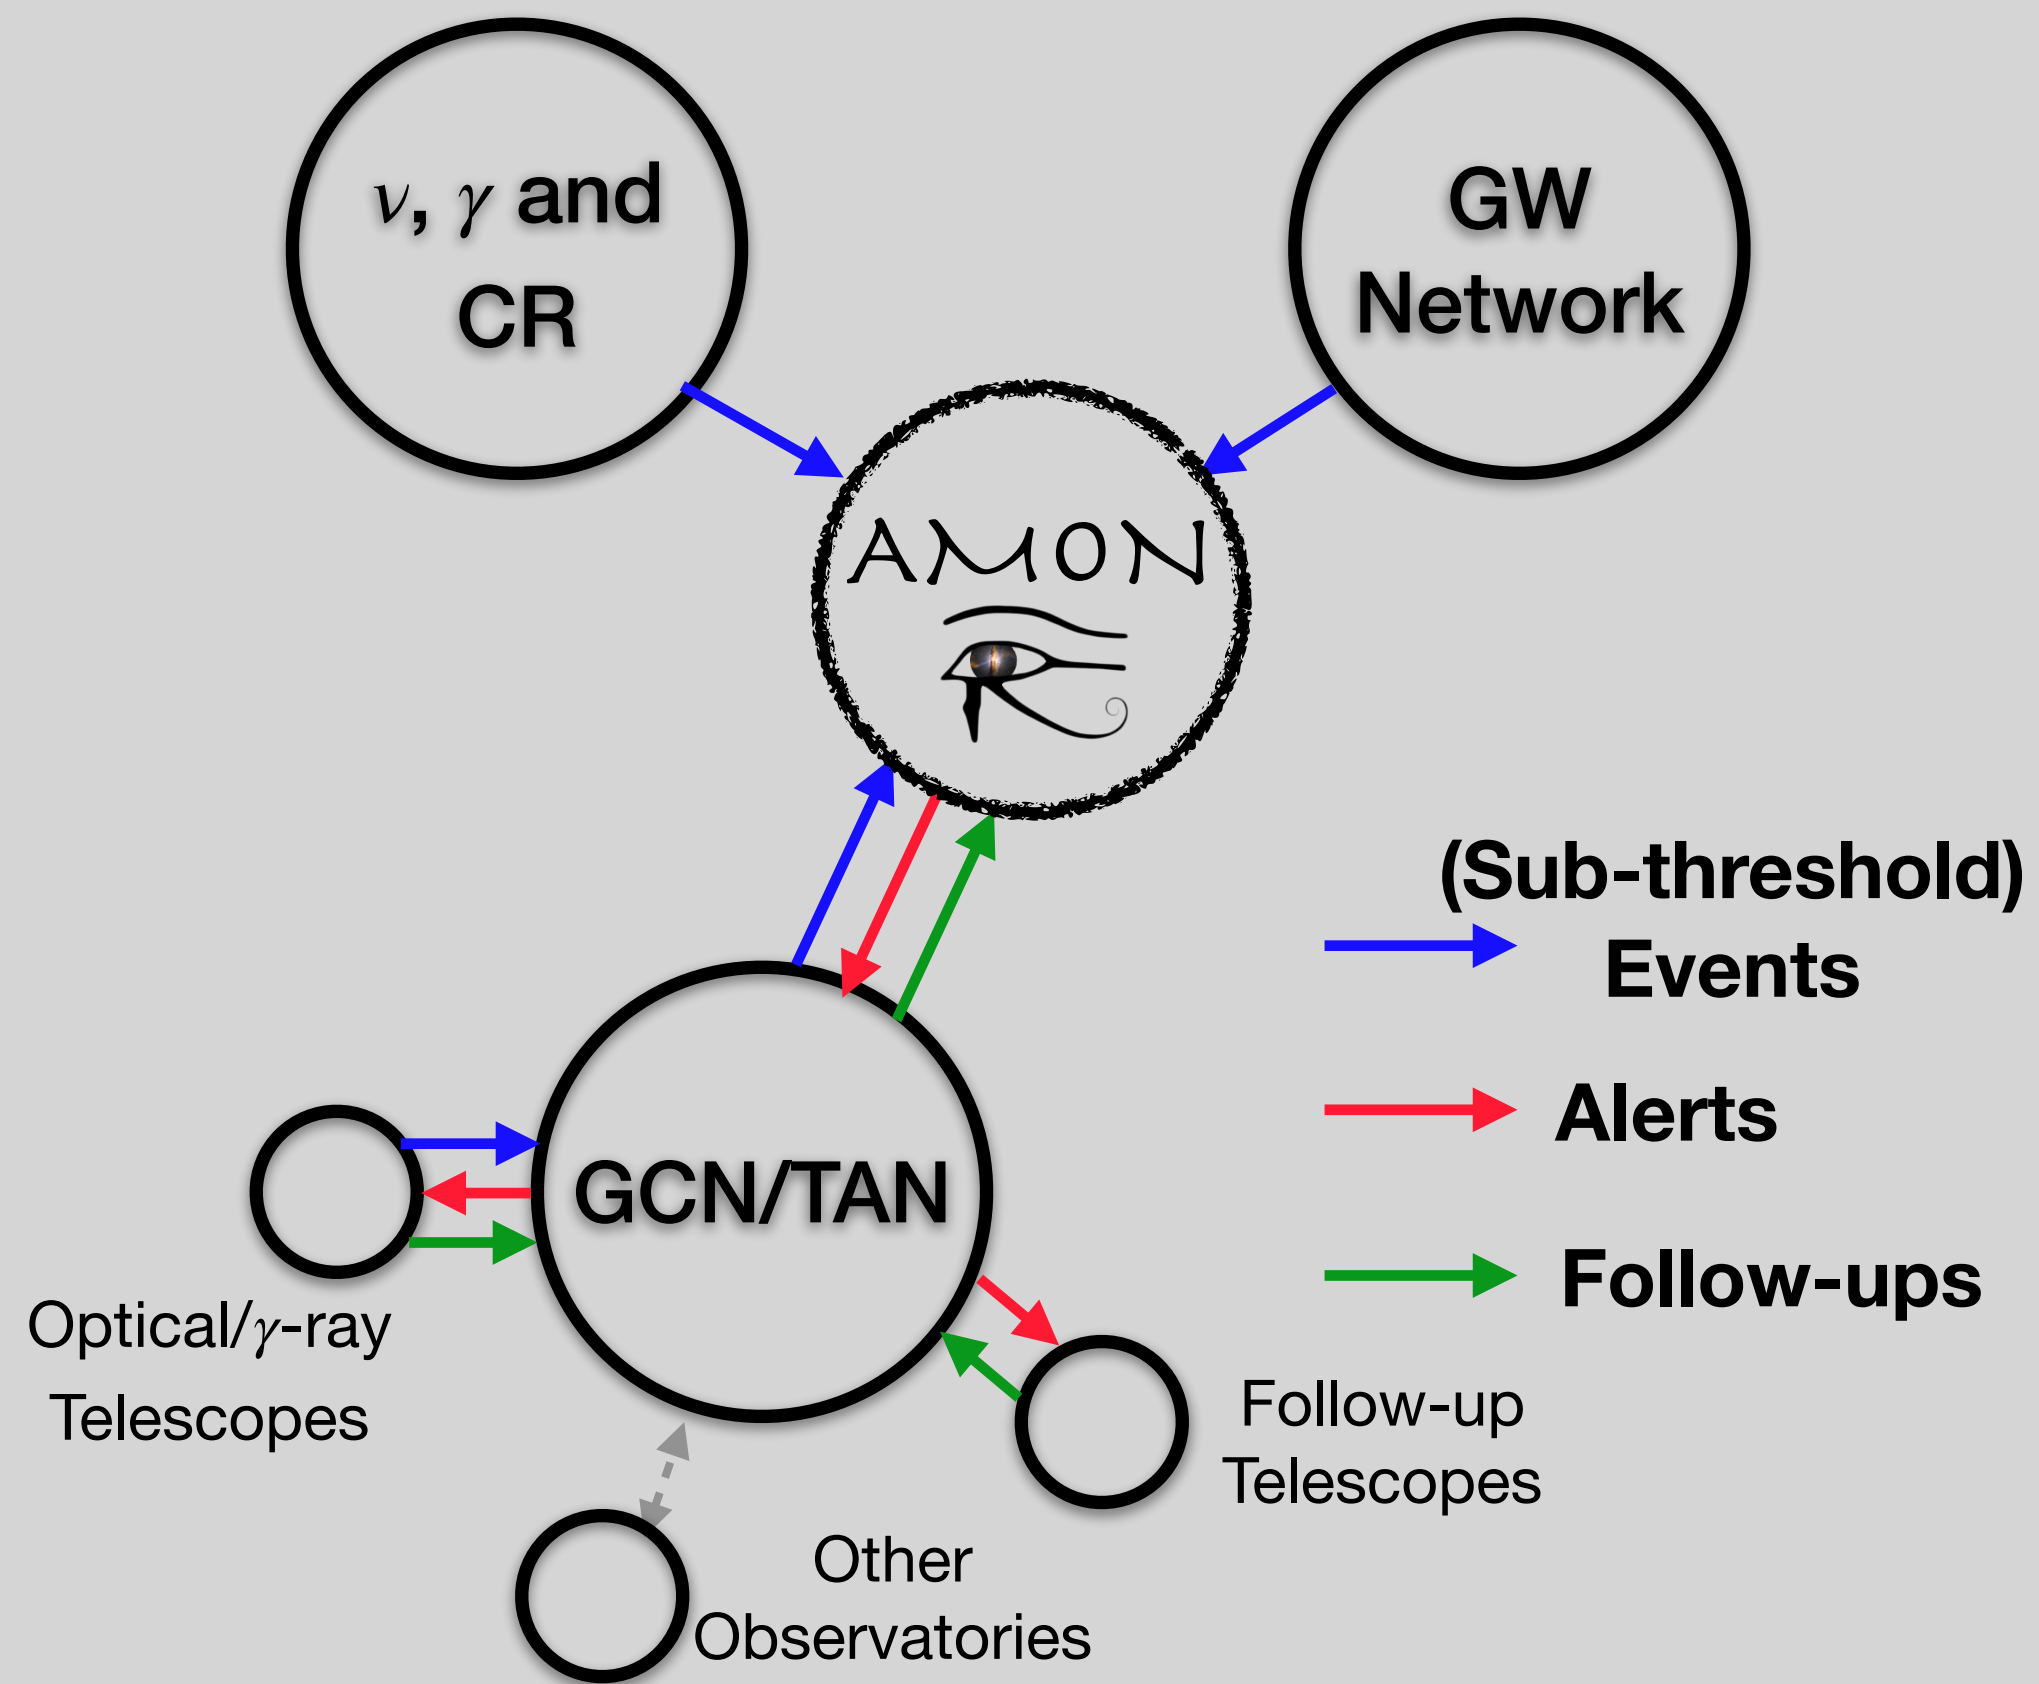 ν, γ and
CR
GW
Network
AMON
(Sub-threshold)
Events
Alerts
Follow-ups
GCN/TAN
Optical/γ-ray
Telescopes
Follow-up
Telescopes
Other
Observatories